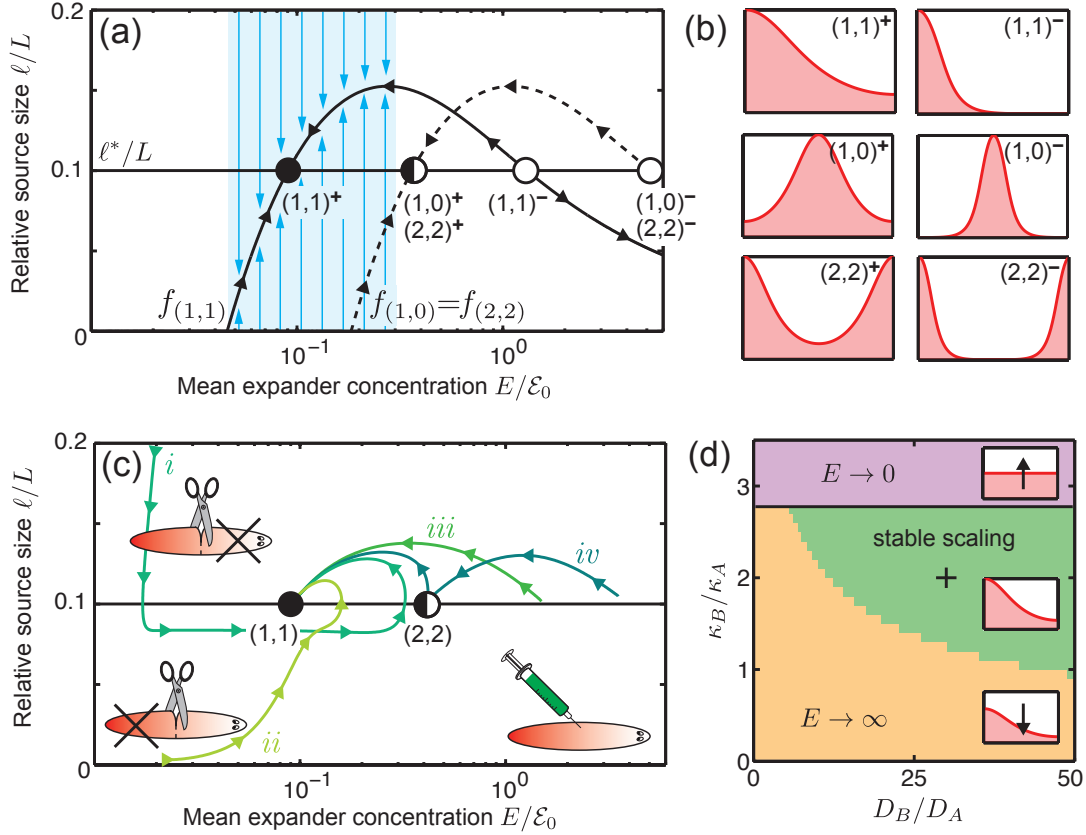 (a)
Relative source size ℓ/L
0.2
0.1
0
ℓ*/L
(1,1)⁺
(1,0)⁺
(2,2)⁺
(1,1)⁻
(1,0)⁻
(2,2)⁻
f₍₁,₁₎
f₍₁,₀₎=f₍₂,₂₎
10⁻¹
10⁰
Mean expander concentration E/ℰ₀
(b)
(1,1)⁺
(1,1)⁻
(1,0)⁺
(1,0)⁻
(2,2)⁺
(2,2)⁻
(c)
Relative source size ℓ/L
0.2
0.1
0
i
iii
iv
(1,1)
(2,2)
ii
10⁻¹
10⁰
Mean expander concentration E/ℰ₀
(d)
κ_B/κ_A
3
2
1
0
E → 0
stable scaling
E → ∞
0
25
50
D_B/D_A